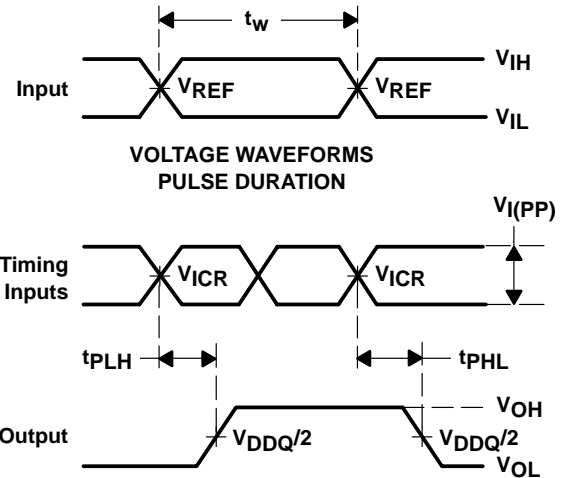 tw
VIH
Input
VREF
VREF
VIL
VOLTAGE WAVEFORMS
PULSE DURATION
VI(PP)
Timing
Inputs
VICR
VICR
tPLH
tPHL
VOH
Output
VDDQ/2
VDDQ/2
VOL